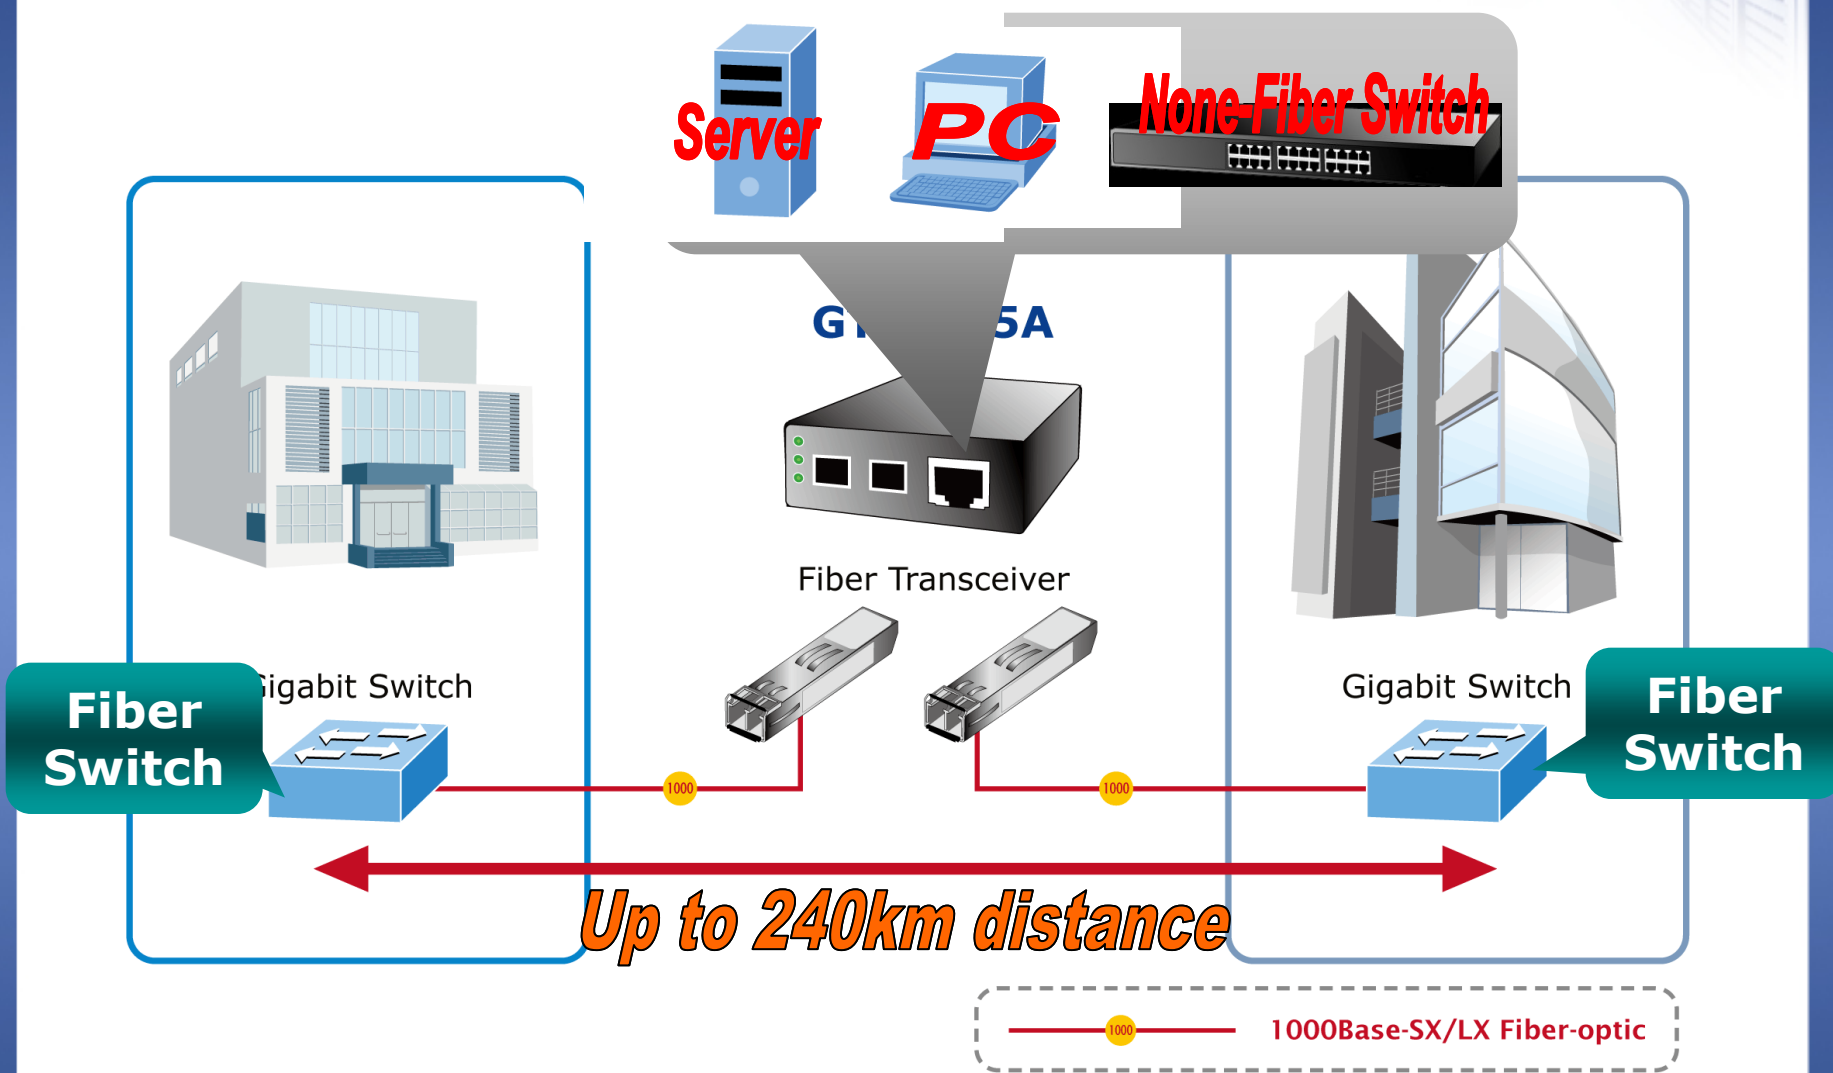 Server
PC
None-Fiber Switch
5A
Fiber Transceiver
Gigabit Switch
Gigabit Switch
Fiber
Switch
Fiber
Switch
1000
1000
Up to 240km distance
1000
1000Base-SX/LX Fiber-optic